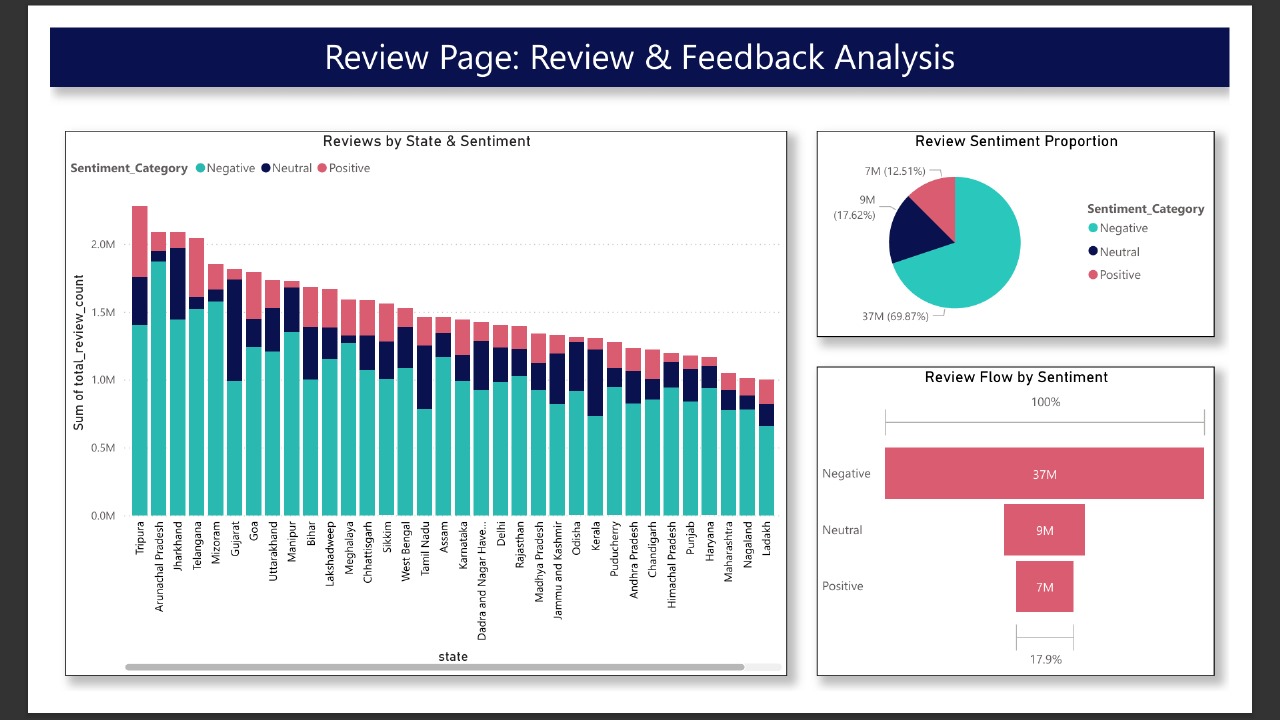 Review Page: Review & Feedback Analysis
Reviews by State & Sentiment
Sentiment_Category Negative Neutral Positive
Sum of total_review_count
2.0M
1.5M
1.0M
0.5M
0.0M
Tripura
Arunachal Pradesh
Jharkhand
Telangana
Mizoram
Gujarat
Goa
Uttarakhand
Manipur
Bihar
Lakshadweep
Meghalaya
Chhattisgarh
Sikkim
West Bengal
Tamil Nadu
Assam
Karnataka
Dadra and Nagar Have...
Delhi
Rajasthan
Madhya Pradesh
Jammu and Kashmir
Odisha
Kerala
Puducherry
Andhra Pradesh
Chandigarh
Himachal Pradesh
Punjab
Haryana
Maharashtra
Nagaland
Ladakh
state
Review Sentiment Proportion
7M (12.51%)
9M
(17.62%)
37M (69.87%)
Sentiment_Category
Negative
Neutral
Positive
Review Flow by Sentiment
100%
Negative 37M
Neutral 9M
Positive 7M
17.9%